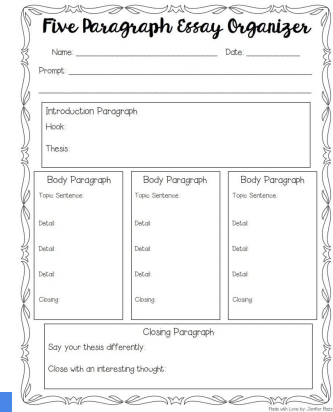 Five Paragraph Essay Organizer
Name: Date:
Prompt:
Introduction Paragraph
Hook:
Thesis:
Body Paragraph
Topic Sentence:
Detail:
Detail:
Detail:
Closing:
Body Paragraph
Topic Sentence:
Detail:
Detail:
Detail:
Closing:
Body Paragraph
Topic Sentence:
Detail:
Detail:
Detail:
Closing:
Closing Paragraph
Say your thesis differently:
Close with an interesting thought:
Made with Love by